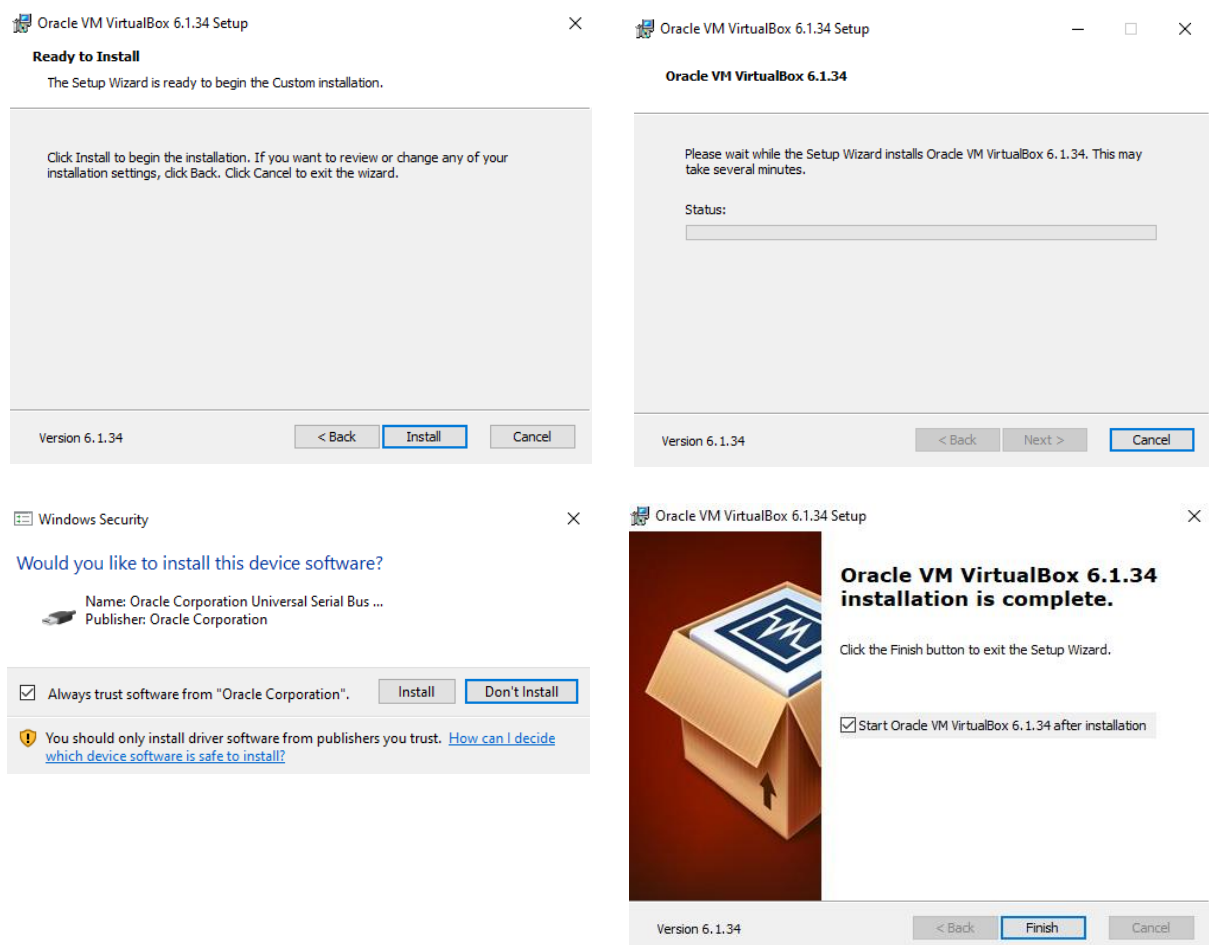 Oracle VM VirtualBox 6.1.34 Setup
Ready to Install
The Setup Wizard is ready to begin the Custom installation.
Click Install to begin the installation. If you want to review or change any of your
installation settings, click Back. Click Cancel to exit the wizard.
Version 6.1.34
< Back
Install
Cancel
Oracle VM VirtualBox 6.1.34 Setup
Oracle VM VirtualBox 6.1.34
Please wait while the Setup Wizard installs Oracle VM VirtualBox 6.1.34. This may
take several minutes.
Status:
Version 6.1.34
< Back
Next >
Cancel
Windows Security
Would you like to install this device software?
Name: Oracle Corporation Universal Serial Bus ...
Publisher: Oracle Corporation
Always trust software from "Oracle Corporation".
Install
Don't Install
You should only install driver software from publishers you trust. How can I decide
which device software is safe to install?
Oracle VM VirtualBox 6.1.34 Setup
Oracle VM VirtualBox 6.1.34
installation is complete.
Click the Finish button to exit the Setup Wizard.
Start Oracle VM VirtualBox 6.1.34 after installation
Version 6.1.34
< Back
Finish
Cancel